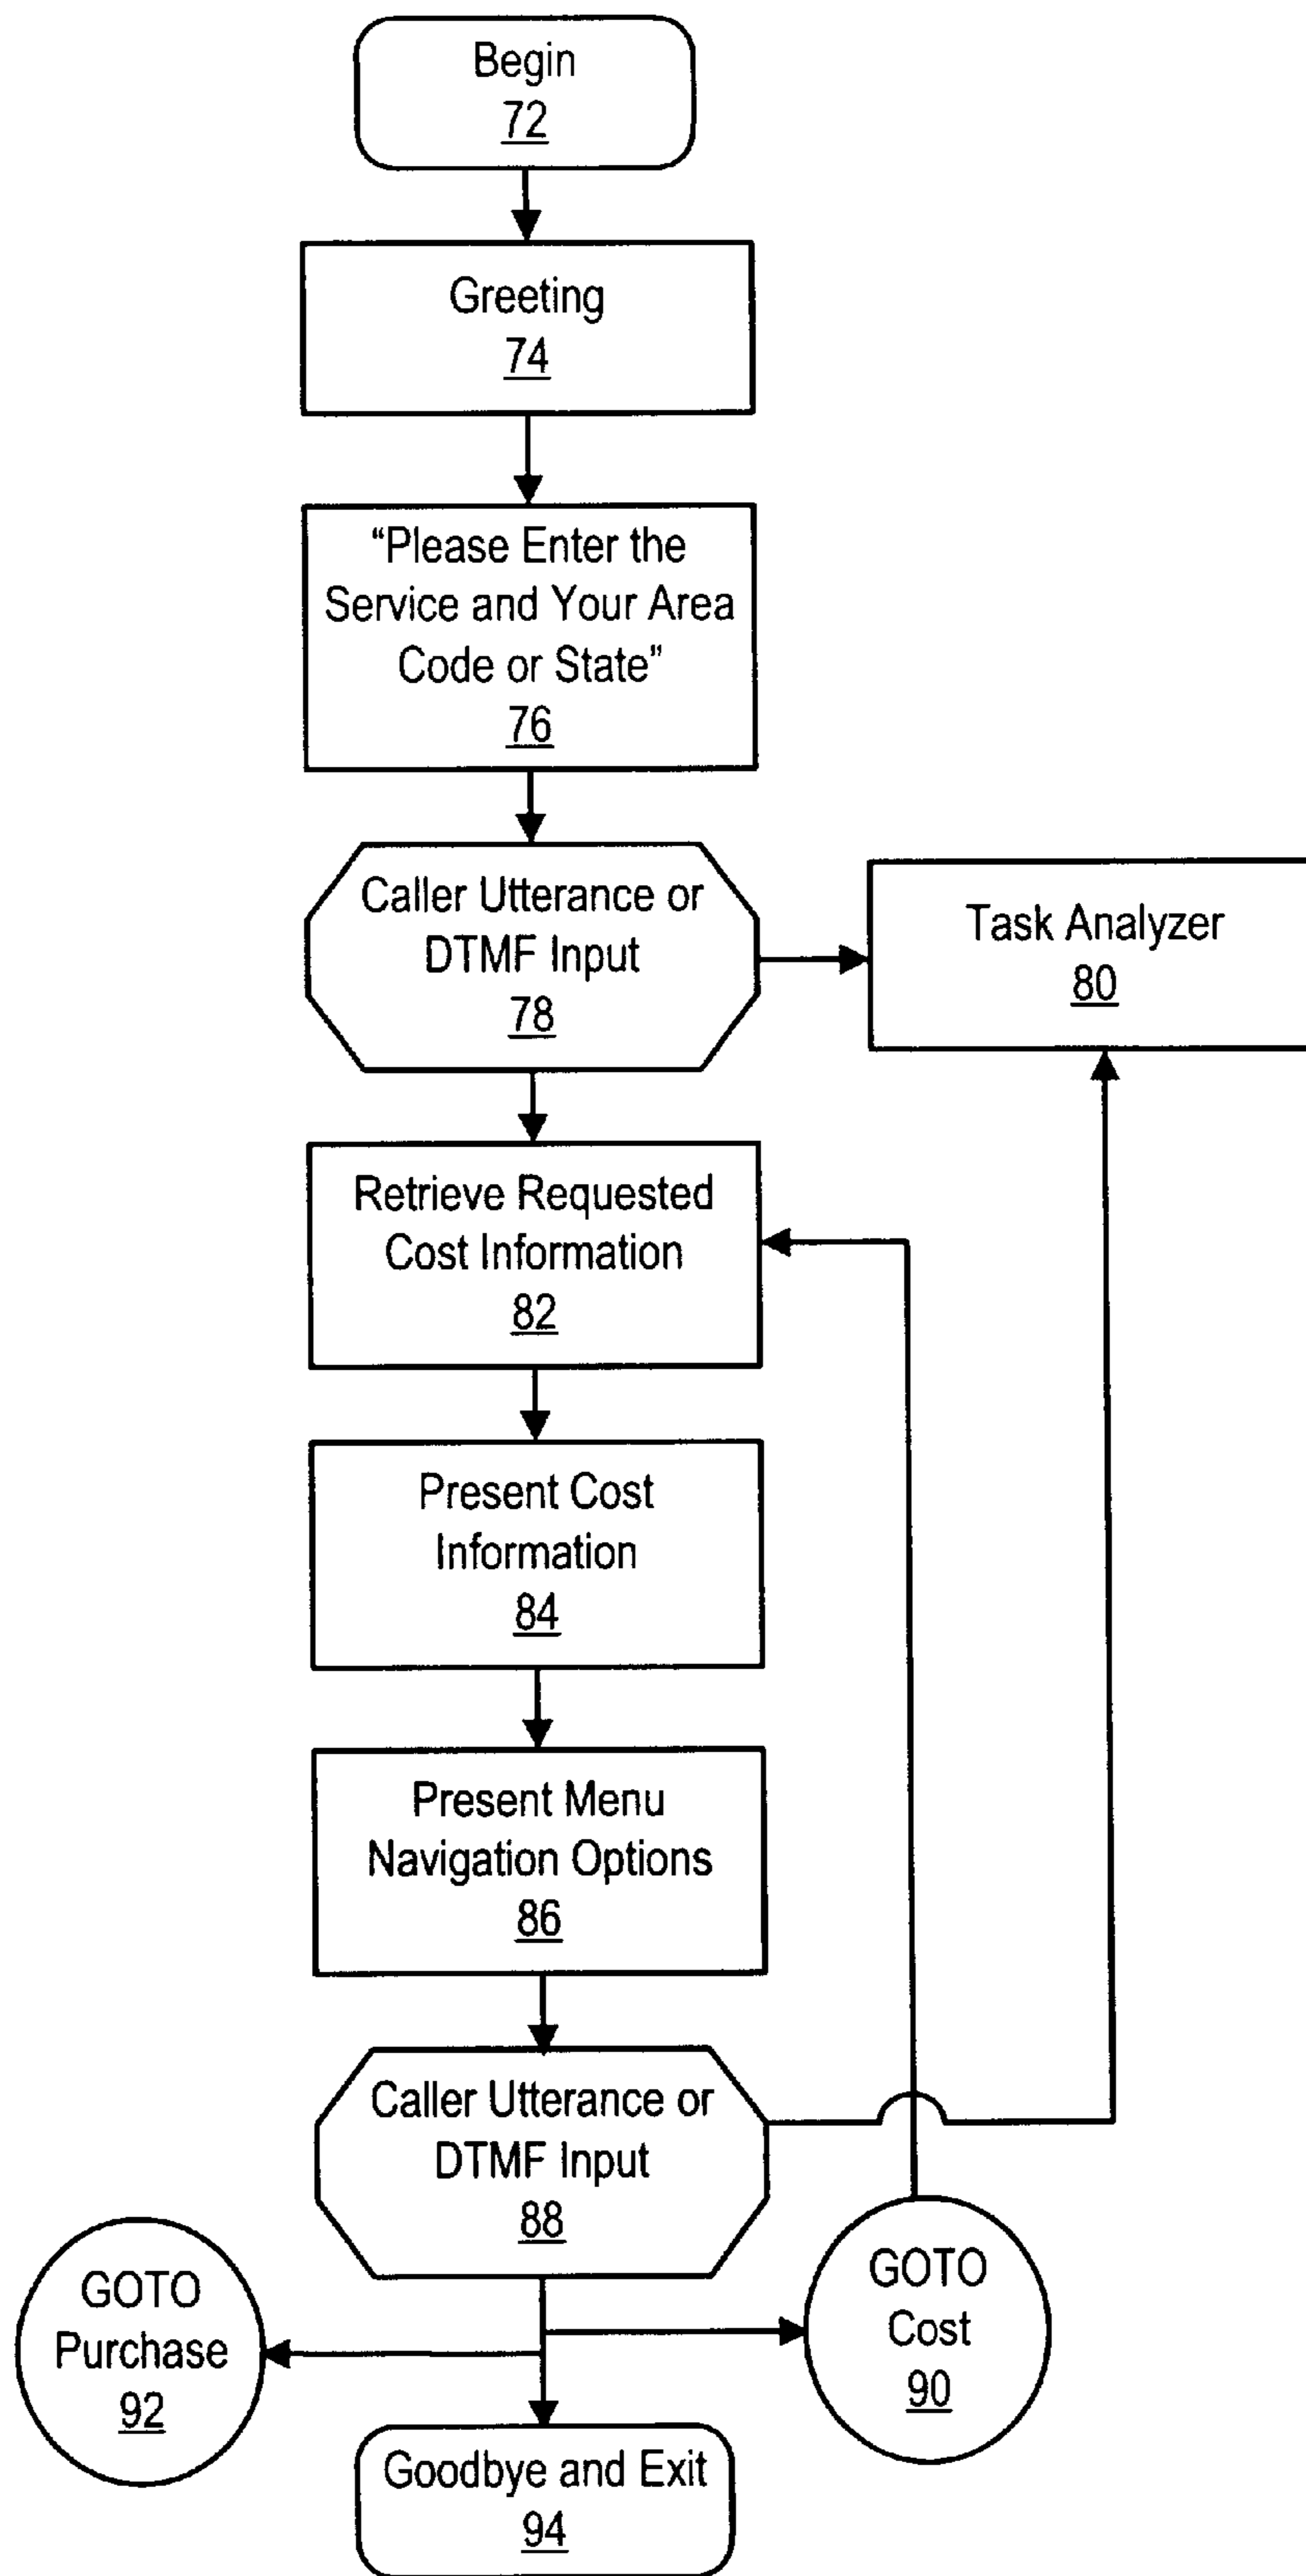 Begin
72
Greeting
74
“Please Enter the
Service and Your Area
Code or State”
76
Caller Utterance or
DTMF Input
78
Task Analyzer
80
Retrieve Requested
Cost Information
82
Present Cost
Information
84
Present Menu
Navigation Options
86
Caller Utterance or
DTMF Input
88
GOTO
Purchase
92
GOTO
Cost
90
Goodbye and Exit
94